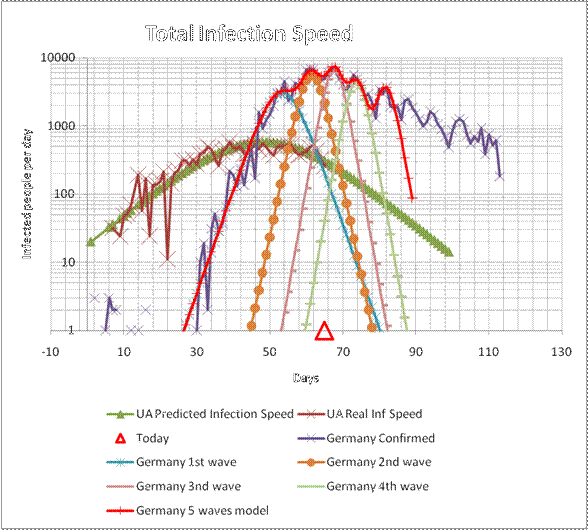 Total Infection Speed
10000
1000
100
10
1
Infected people per day
-10 10 30 50 70 90 110 130
Days
UA Predicted Infection Speed UA Real Inf Speed
Today Germany Confirmed
Germany 1st wave Germany 2nd wave
Germany 3nd wave Germany 4th wave
Germany 5 waves model